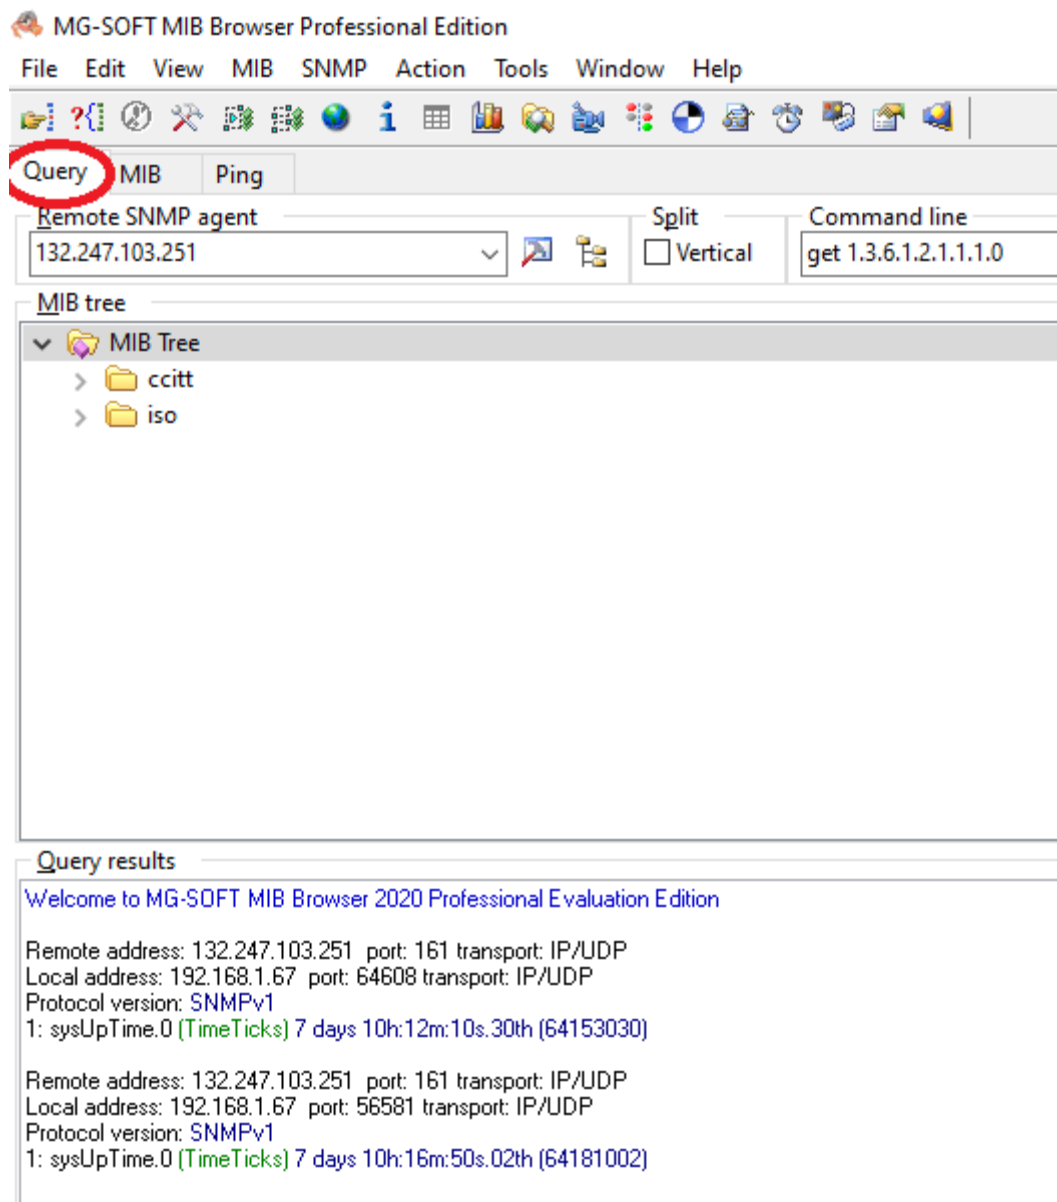 MG-SOFT MIB Browser Professional Edition
File Edit View MIB SNMP Action Tools Window Help
Query MIB Ping
Remote SNMP agent Split Command line
132.247.103.251 Vertical get 1.3.6.1.2.1.1.1.0
MIB tree
MIB Tree
ccitt
iso
Query results
Welcome to MG-SOFT MIB Browser 2020 Professional Evaluation Edition
Remote address: 132.247.103.251 port: 161 transport: IP/UDP
Local address: 192.168.1.67 port: 64608 transport: IP/UDP
Protocol version: SNMPv1
1: sysUpTime.0 (TimeTicks) 7 days 10h:12m:10s.30th (64153030)
Remote address: 132.247.103.251 port: 161 transport: IP/UDP
Local address: 192.168.1.67 port: 56581 transport: IP/UDP
Protocol version: SNMPv1
1: sysUpTime.0 (TimeTicks) 7 days 10h:16m:50s.02th (64181002)